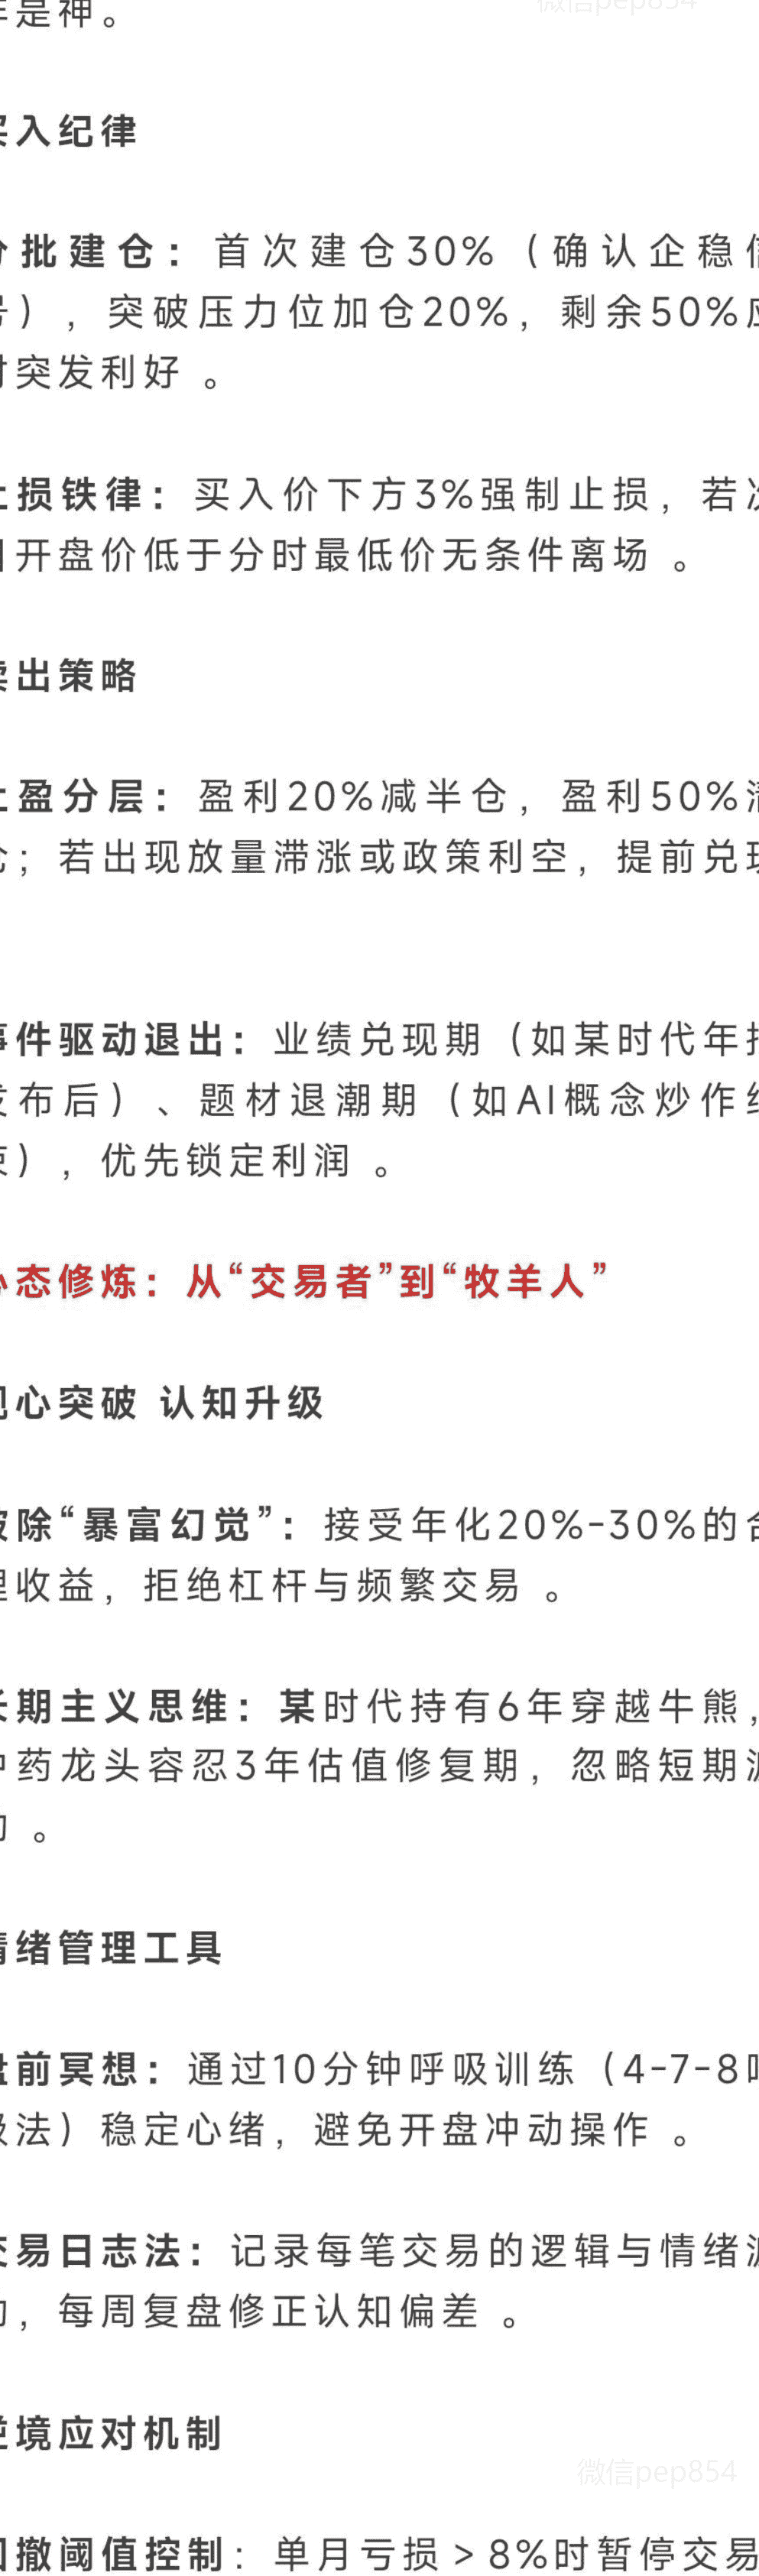 是神。
微信pep854
买入纪律
分批建仓：首次建仓30%（确认企稳信
号），突破压力位加仓20%，剩余50%应
对突发利好 。
止损铁律：买入价下方3%强制止损，若次
日开盘价低于分时最低价无条件离场 。
卖出策略
止盈分层：盈利20%减半仓，盈利50%清
仓；若出现放量滞涨或政策利空，提前兑现
事件驱动退出：业绩兑现期（如某时代年报
发布后）、题材退潮期（如AI概念炒作结
束），优先锁定利润 。
心态修炼：从“交易者”到“牧羊人”
观心突破 认知升级
破除“暴富幻觉”：接受年化20%-30%的合
理收益，拒绝杠杆与频繁交易 。
长期主义思维：某时代持有6年穿越牛熊，
中药龙头容忍3年估值修复期，忽略短期波
动 。
情绪管理工具
盘前冥想：通过10分钟呼吸训练（4-7-8呼
吸法）稳定心绪，避免开盘冲动操作 。
交易日志法：记录每笔交易的逻辑与情绪波
动，每周复盘修正认知偏差 。
逆境应对机制
微信pep854
回撤阈值控制：单月亏损＞8%时暂停交易